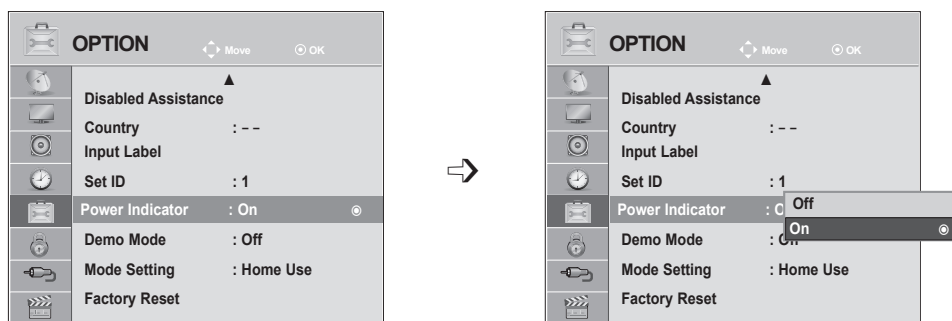 OPTION Move OK
Disabled Assistance
Country : – –
Input Label
Set ID : 1
Power Indicator : On
Demo Mode : Off
Mode Setting : Home Use
Factory Reset
OPTION Move OK
Disabled Assistance
Country : – –
Input Label
Set ID : 1
Power Indicator
Off
On
Demo Mode
Mode Setting : Home Use
Factory Reset